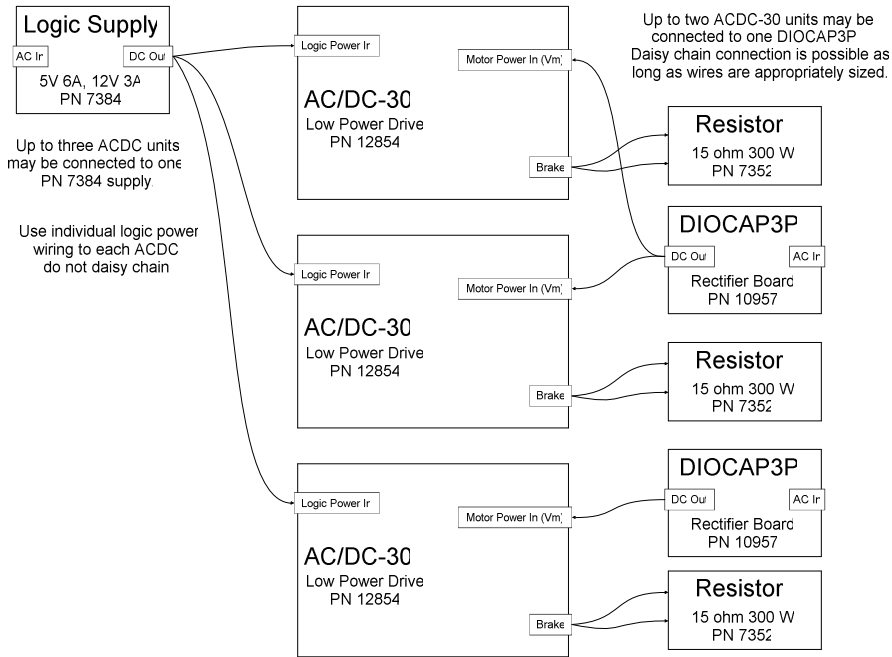 Logic Supply
AC In
DC Out
5V 6A, 12V 3A
PN 7384
Up to three ACDC units
may be connected to one
PN 7384 supply
Use individual logic power
wiring to each ACDC
do not daisy chain
Logic Power In
Motor Power In (Vm)
AC/DC-30
Low Power Drive
PN 12854
Brake
Logic Power In
Motor Power In (Vm)
AC/DC-30
Low Power Drive
PN 12854
Brake
Logic Power In
Motor Power In (Vm)
AC/DC-30
Low Power Drive
PN 12854
Brake
Up to two ACDC-30 units may be
connected to one DIOCAP3P
Daisy chain connection is possible as
long as wires are appropriately sized.
Resistor
15 ohm 300 W
PN 7352
DIOCAP3P
DC Out
AC In
Rectifier Board
PN 10957
Resistor
15 ohm 300 W
PN 7352
DIOCAP3P
DC Out
AC In
Rectifier Board
PN 10957
Resistor
15 ohm 300 W
PN 7352